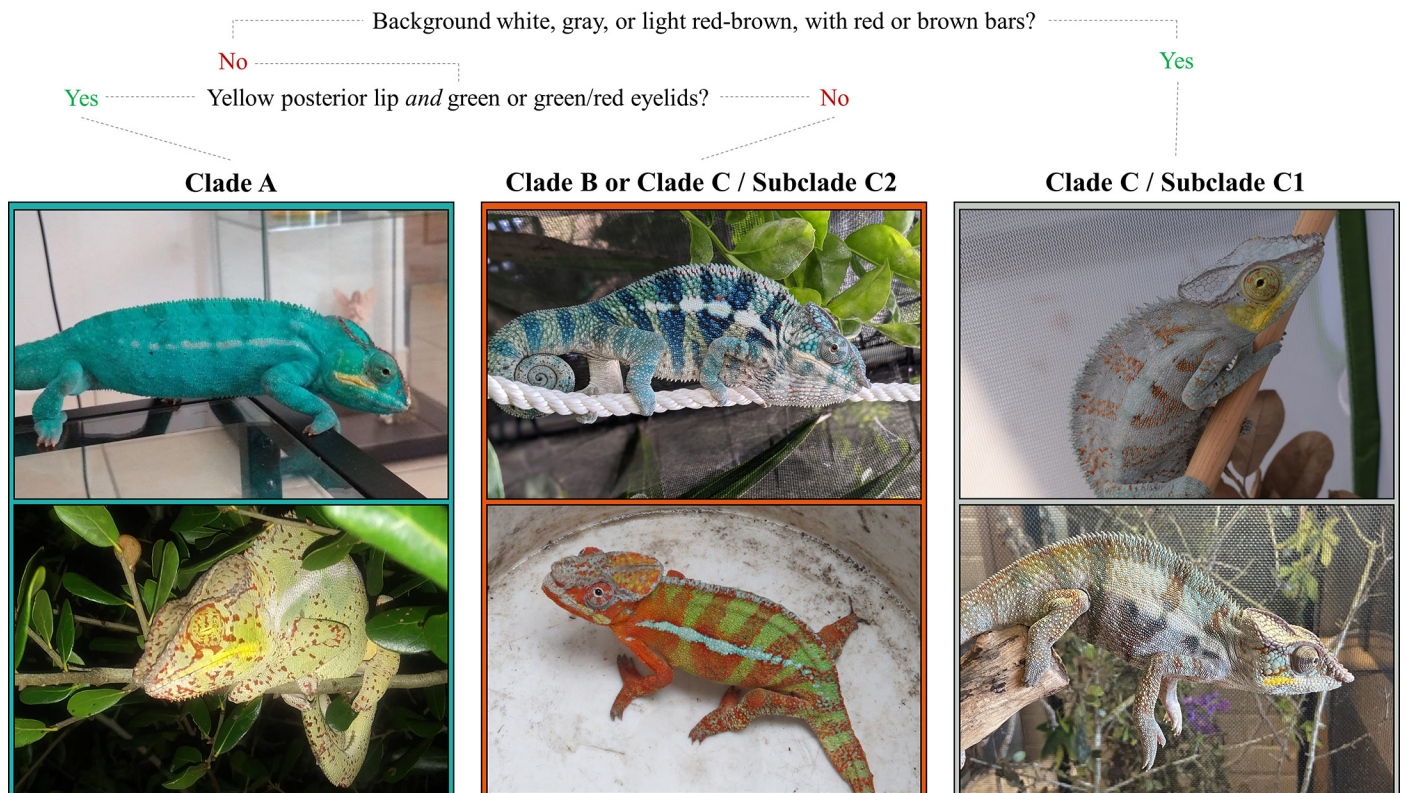 Background white, gray, or light red-brown, with red or brown bars?
No
Yes
Yes
Yellow posterior lip and green or green/red eyelids?
No
Clade A
Clade B or Clade C / Subclade C2
Clade C / Subclade C1